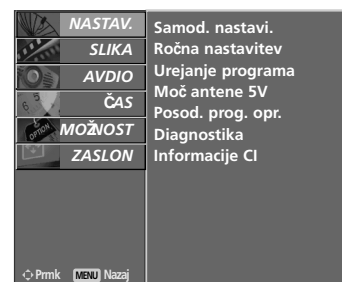 NASTAV.
SLIKA
AVDIO
ČAS
MOŽNOST
ZASLON
Samod. nastavi.
Ročna nastavitev
Urejanje programa
Moč antene 5V
Posod. prog. opr.
Diagnostika
Informacije CI
Prmk MENU Nazaj